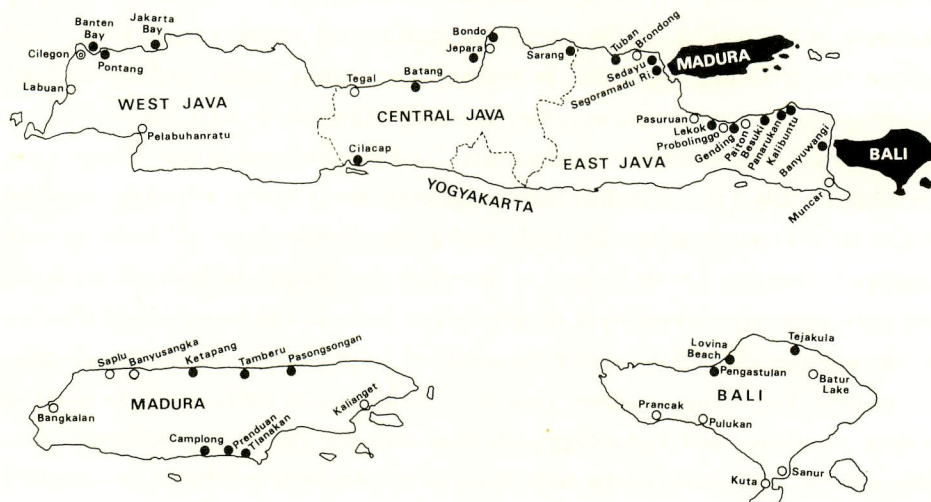 Banten Bay
Jakarta Bay
Cilegon
Pontang
Labuan
WEST JAVA
Pelabuhanratu
Tegal
Batang
Bondo
Jepara
Sarang
CENTRAL JAVA
Cilacap
YOGYAKARTA
Tuban
Brondong
Sedayu
Segoramadu Ri.
MADURA
EAST JAVA
Pasuruan
Lekok
Probolinggo
Gending
Paiton
Besuki
Panarukan
Kalibuntu
Banyuwangi
Muncar
BALI
Saplu
Banyusangka
Ketapang
Tamberu
Pasongsongan
Kalianget
MADURA
Bangkalan
Camplong
Prenduan
Tlanakan
Lovina Beach
Tejakula
Pengastulan
Batur Lake
BALI
Prancak
Pulukan
Kuta
Sanur